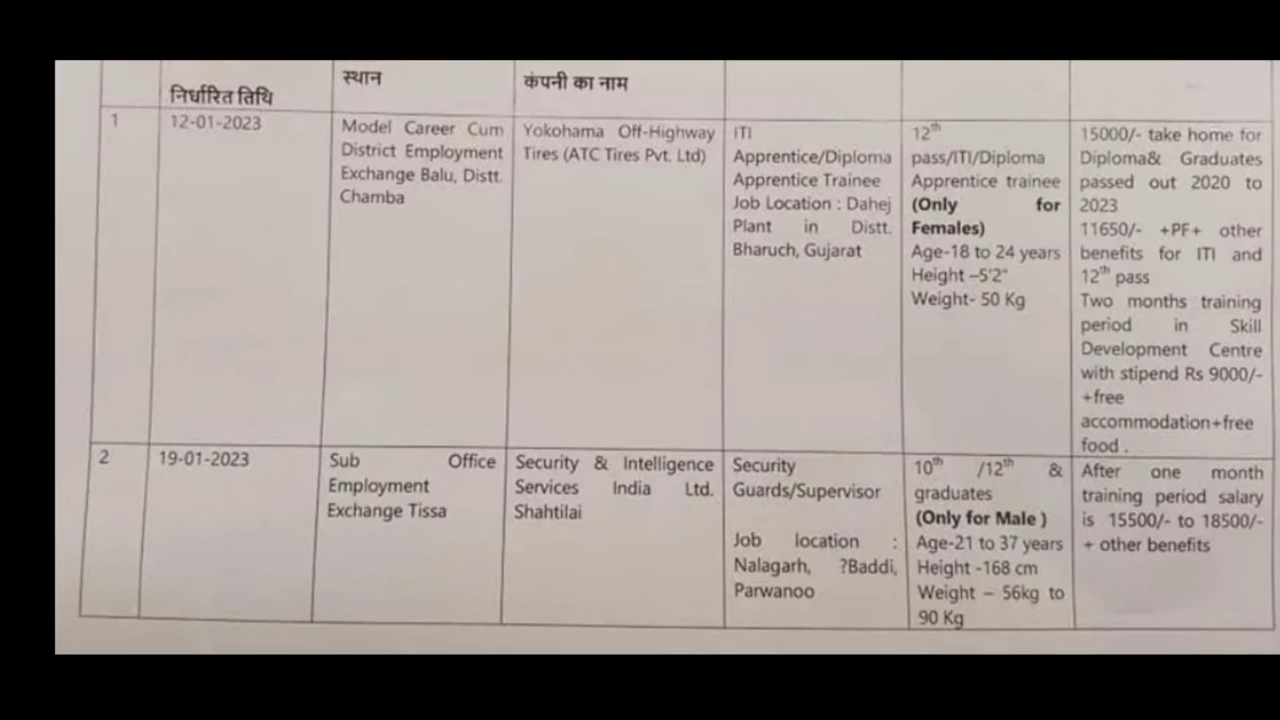 निर्धारित तिथि
स्थान
कंपनी का नाम
1
12-01-2023
Model Career Cum
District Employment
Exchange Balu, Distt.
Chamba
Yokohama Off-Highway
Tires (ATC Tires Pvt. Ltd)
ITI
Apprentice/Diploma
Apprentice Trainee
Job Location : Dahej
Plant in Distt.
Bharuch, Gujarat
12th
pass/ITI/Diploma
Apprentice trainee
(Only for
Females)
Age-18 to 24 years
Height –5'2"
Weight- 50 Kg
15000/- take home for
Diploma& Graduates
passed out 2020 to
2023
11650/- +PF+ other
benefits for ITI and
12th pass
Two months training
period in Skill
Development Centre
with stipend Rs 9000/-
+free
accommodation+free
food .
2
19-01-2023
Sub Office
Employment
Exchange Tissa
Security & Intelligence
Services India Ltd.
Shahtilai
Security
Guards/Supervisor
Job location :
Nalagarh, ?Baddi,
Parwanoo
10th /12th &
graduates
(Only for Male )
Age-21 to 37 years
Height -168 cm
Weight – 56kg to
90 Kg
After one month
training period salary
is 15500/- to 18500/-
+ other benefits